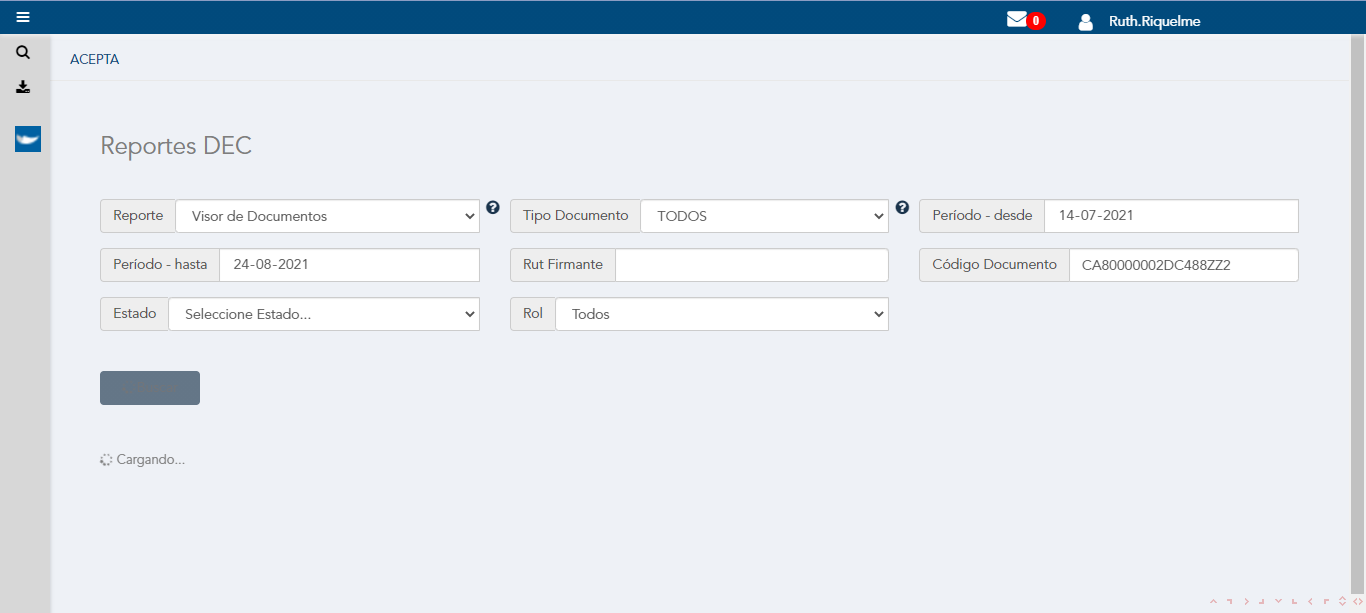 0 Ruth.Riquelme
ACEPTA
Reportes DEC
Reporte Visor de Documentos Tipo Documento TODOS Período - desde 14-07-2021
Período - hasta 24-08-2021 Rut Firmante Código Documento CA80000002DC488ZZ2
Estado Seleccione Estado... Rol Todos
Cargando...